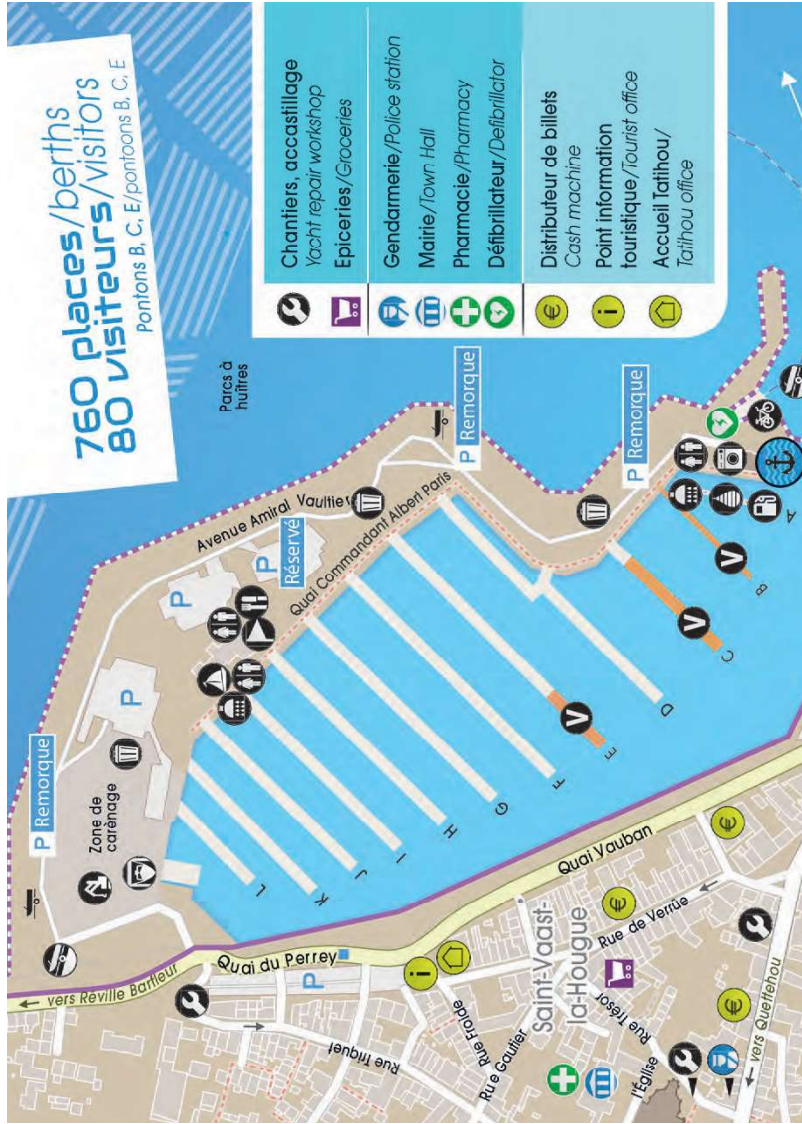 760 places/berths
80 visiteurs/visitors
Pontons B, C, E/pontoons B, C, E
Chantiers, accastillage
Yacht repair workshop
Epiceries/Groceries
Gendarmerie/Police station
Mairie/Town Hall
Pharmacie/Pharmacy
Défibrillateur/Defibrillator
Distributeur de billets
Cash machine
Point information
touristique/Tourist office
Accueil Tatihou/
Tatihou office
Parcs à
huîtres
P Remorque
Avenue Amiral Vaultier
P
Réservé
P
P
Quai Commandant Albert Paris
P Remorque
P Remorque
Zone de
carénage
L
K
J
I
H
G
F
E
D
C
B
A
V
V
V
vers Réville Barfleur
Quai du Perrey
P
Quai Vauban
Rue Triquet
Rue Froide
Rue Gautier
Saint-Vaast-
la-Hougue
Rue de Verrüe
Rue Trésor
l'Église
vers Quettehou
i
i
€
€
€
€